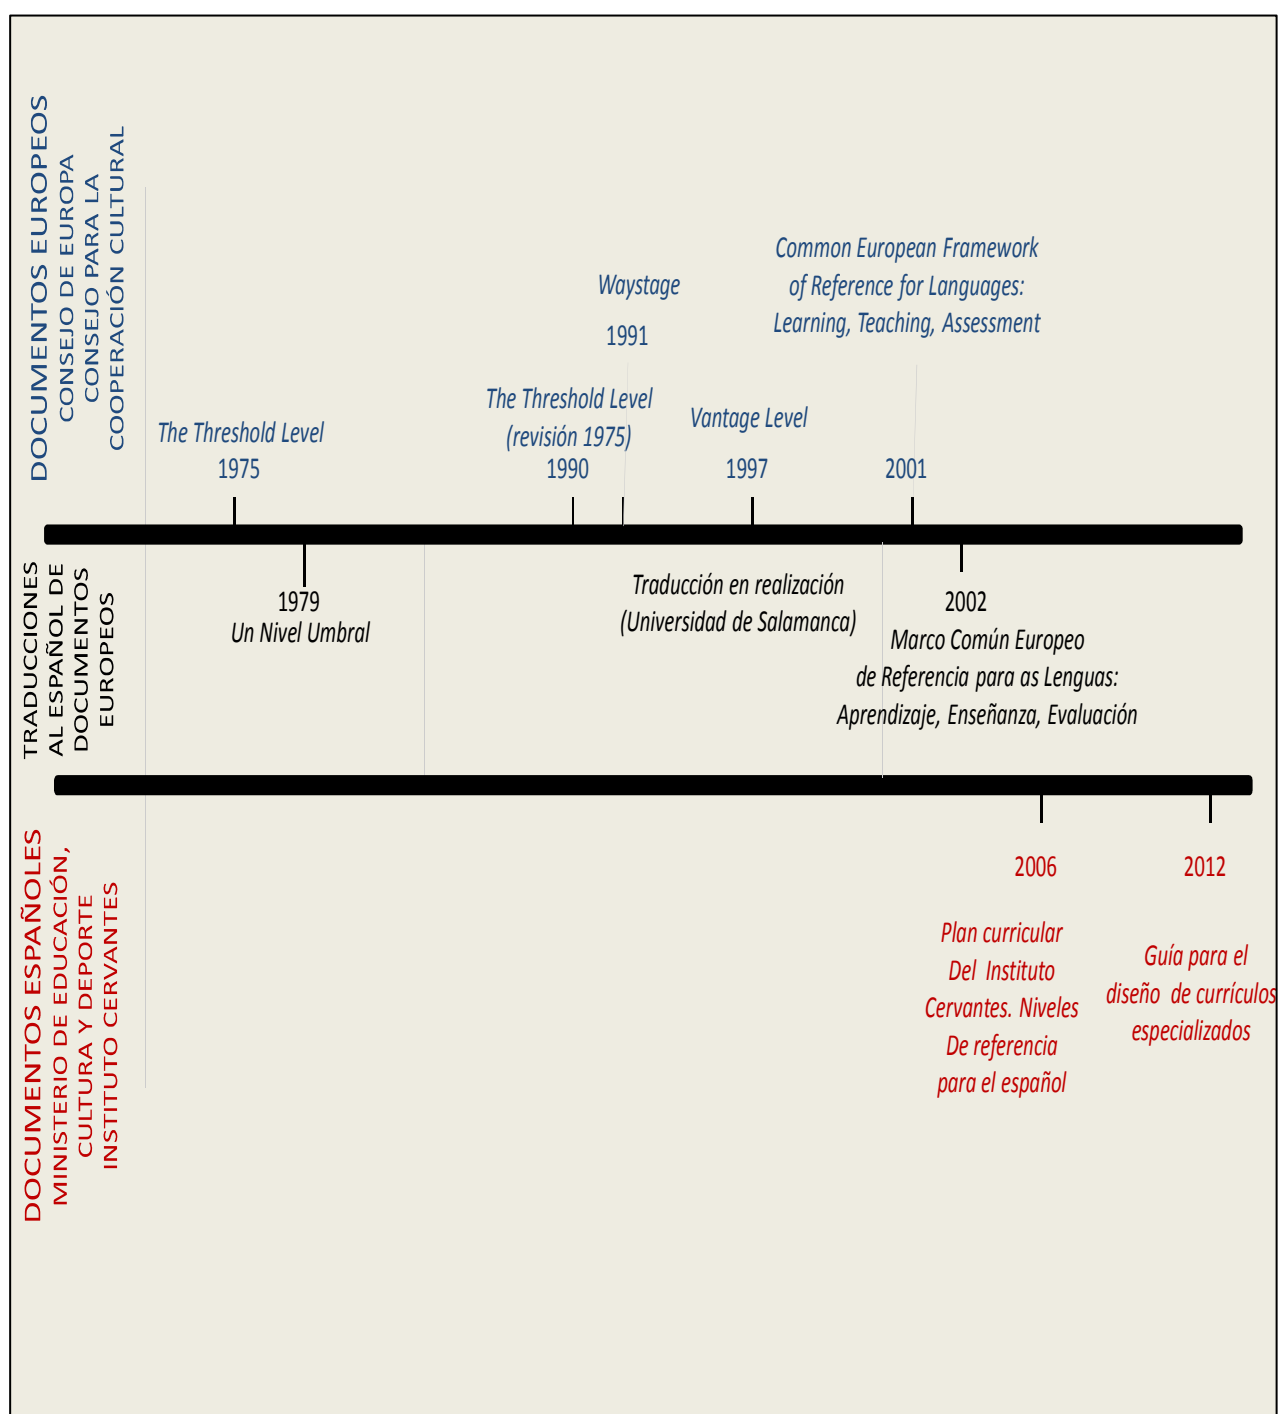 DOCUMENTOS EUROPEOS
CONSEJO DE EUROPA
CONSEJO PARA LA
COOPERACIÓN CULTURAL
The Threshold Level
1975
The Threshold Level
(revisión 1975)
1990
Waystage
1991
Vantage Level
1997
Common European Framework
of Reference for Languages:
Learning, Teaching, Assessment
2001
TRADUCCIONES
AL ESPAÑOL DE
DOCUMENTOS
EUROPEOS
1979
Un Nivel Umbral
Traducción en realización
(Universidad de Salamanca)
2002
Marco Común Europeo
de Referencia para as Lenguas:
Aprendizaje, Enseñanza, Evaluación
DOCUMENTOS ESPAÑOLES
MINISTERIO DE EDUCACIÓN,
CULTURA Y DEPORTE
INSTITUTO CERVANTES
2006
Plan curricular
Del Instituto
Cervantes. Niveles
De referencia
para el español
2012
Guía para el
diseño de currículos
especializados